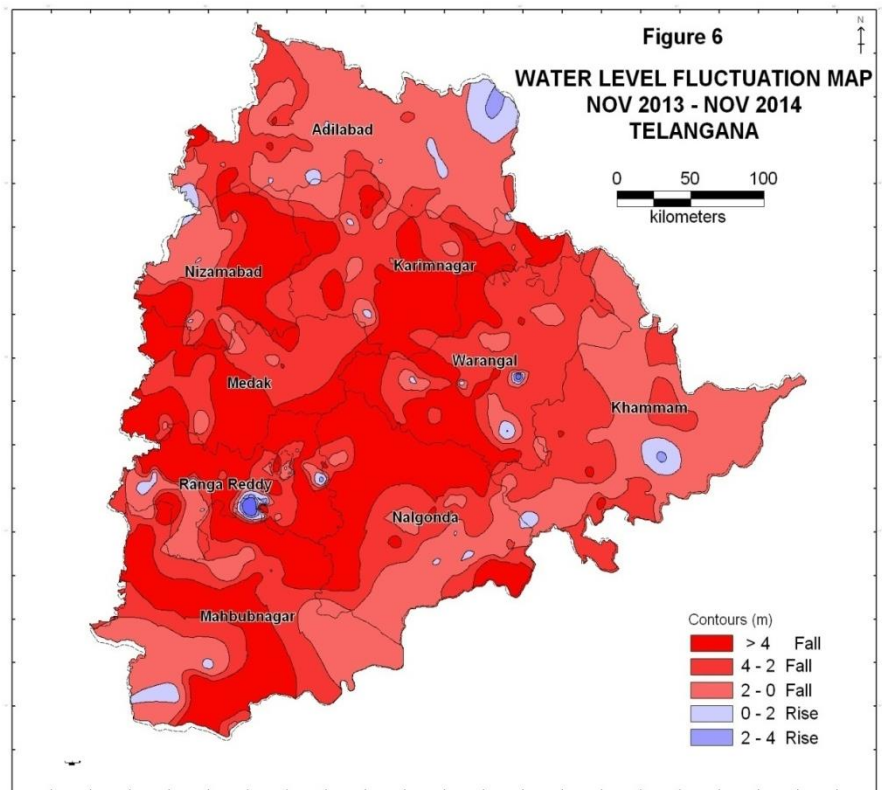 Figure 6
N
WATER LEVEL FLUCTUATION MAP
NOV 2013 - NOV 2014
TELANGANA
0 50 100
kilometers
Adilabad
Nizamabad
Karimnagar
Warangal
Medak
Khammam
Ranga Reddy
Nalgonda
Mahbubnagar
Contours (m)
> 4 Fall
4 - 2 Fall
2 - 0 Fall
0 - 2 Rise
2 - 4 Rise